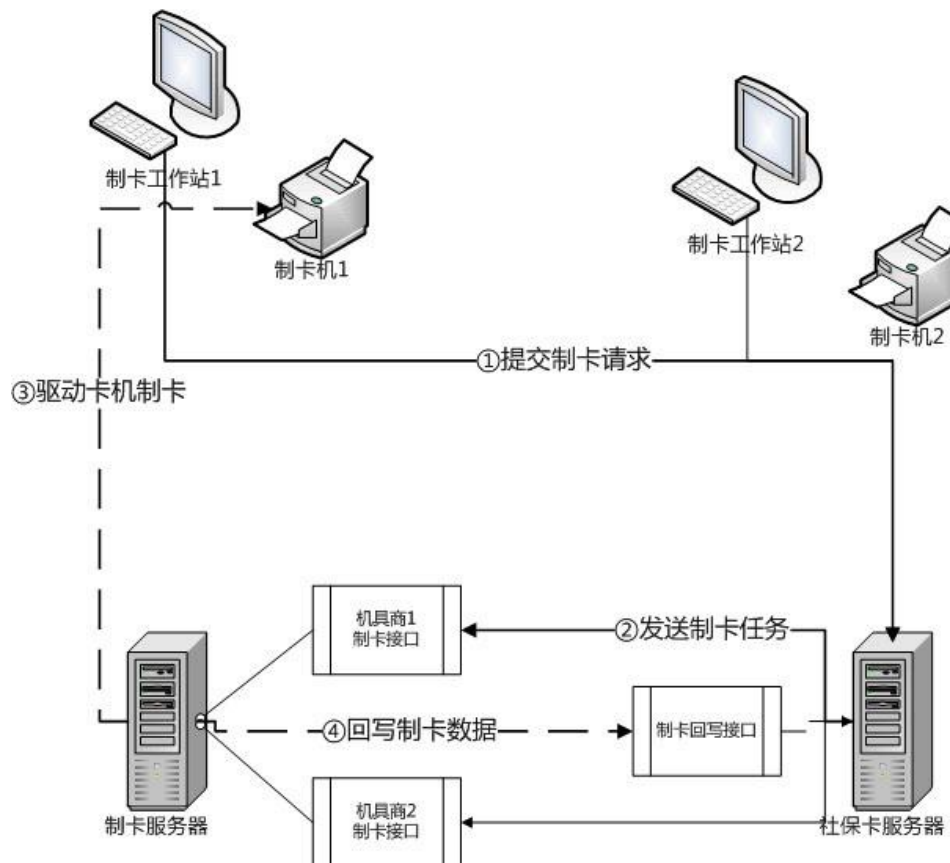 制卡工作站1
制卡机1
制卡工作站2
制卡机2
①提交制卡请求
③驱动卡机制卡
机具商1
制卡接口
②发送制卡任务
④回写制卡数据
制卡回写接口
机具商2
制卡接口
制卡服务器
社保卡服务器